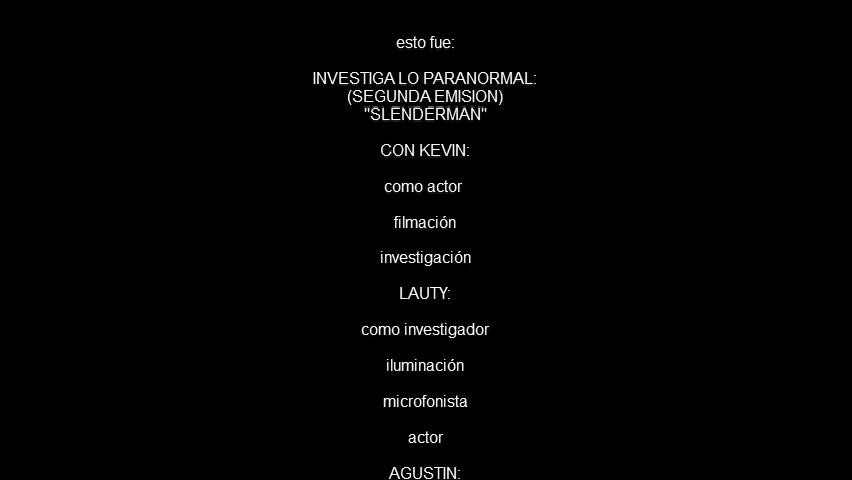 esto fue:
INVESTIGA LO PARANORMAL:
(SEGUNDA EMISION)
"SLENDERMAN"
CON KEVIN:
como actor
filmación
investigación
LAUTY:
como investigador
iluminación
microfonista
actor
AGUSTIN: